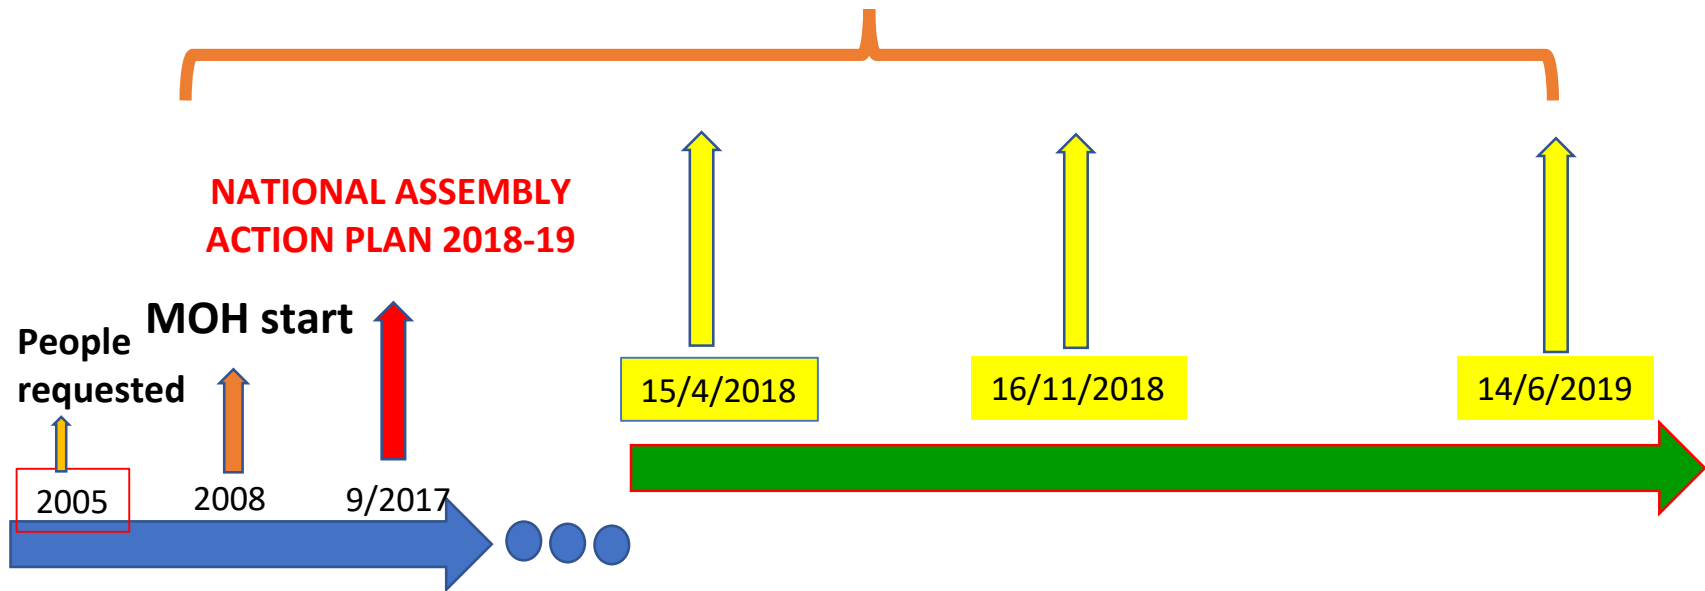 NATIONAL ASSEMBLY
ACTION PLAN 2018-19
MOH start
People
requested
15/4/2018
16/11/2018
14/6/2019
2005
2008
9/2017